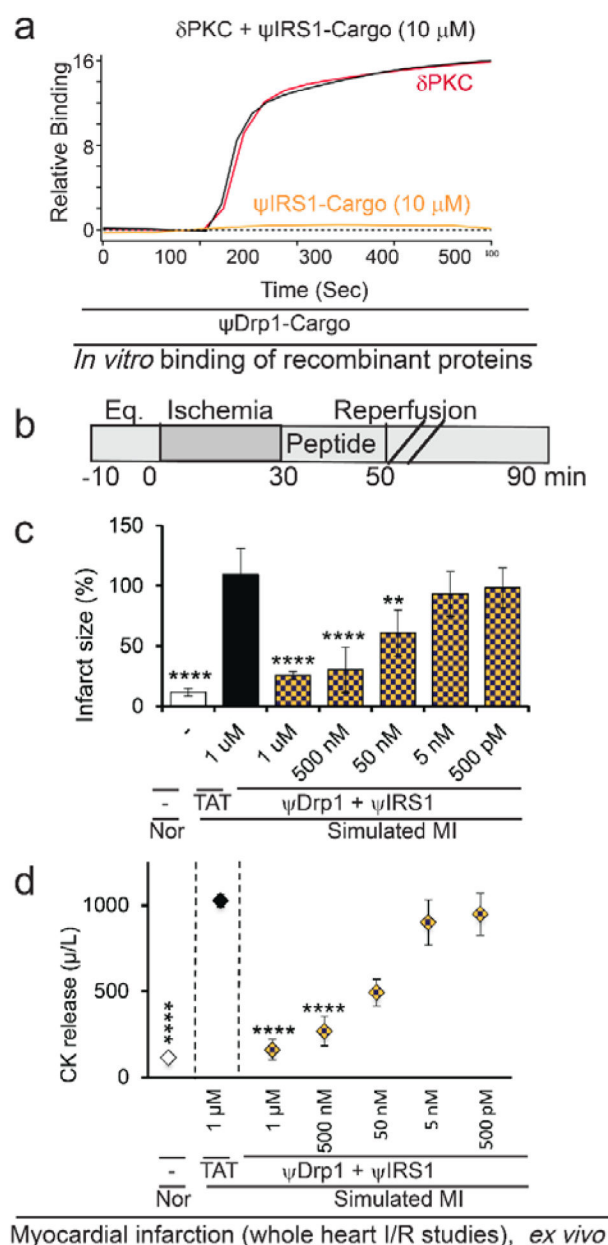 a
δPKC + ψIRS1-Cargo (10 μM)
16
δPKC
12
8
4
ψIRS1-Cargo (10 μM)
0
Relative Binding
0 100 200 300 400 500
Time (Sec)
ψDrp1-Cargo
In vitro binding of recombinant proteins
b
Eq. Ischemia Reperfusion
Peptide
-10 0 30 50 90 min
c
Infarct size (%)
150
100
50
0
****
****
****
**
- 1 uM 1 uM 500 nM 50 nM 5 nM 500 pM
- TAT ψDrp1 + ψIRS1
Nor Simulated MI
d
CK release (μ/L)
1000
500
0
****
****
****
1 μM 1 μM 500 nM 50 nM 5 nM 500 pM
- TAT ψDrp1 + ψIRS1
Nor Simulated MI
Myocardial infarction (whole heart I/R studies), ex vivo